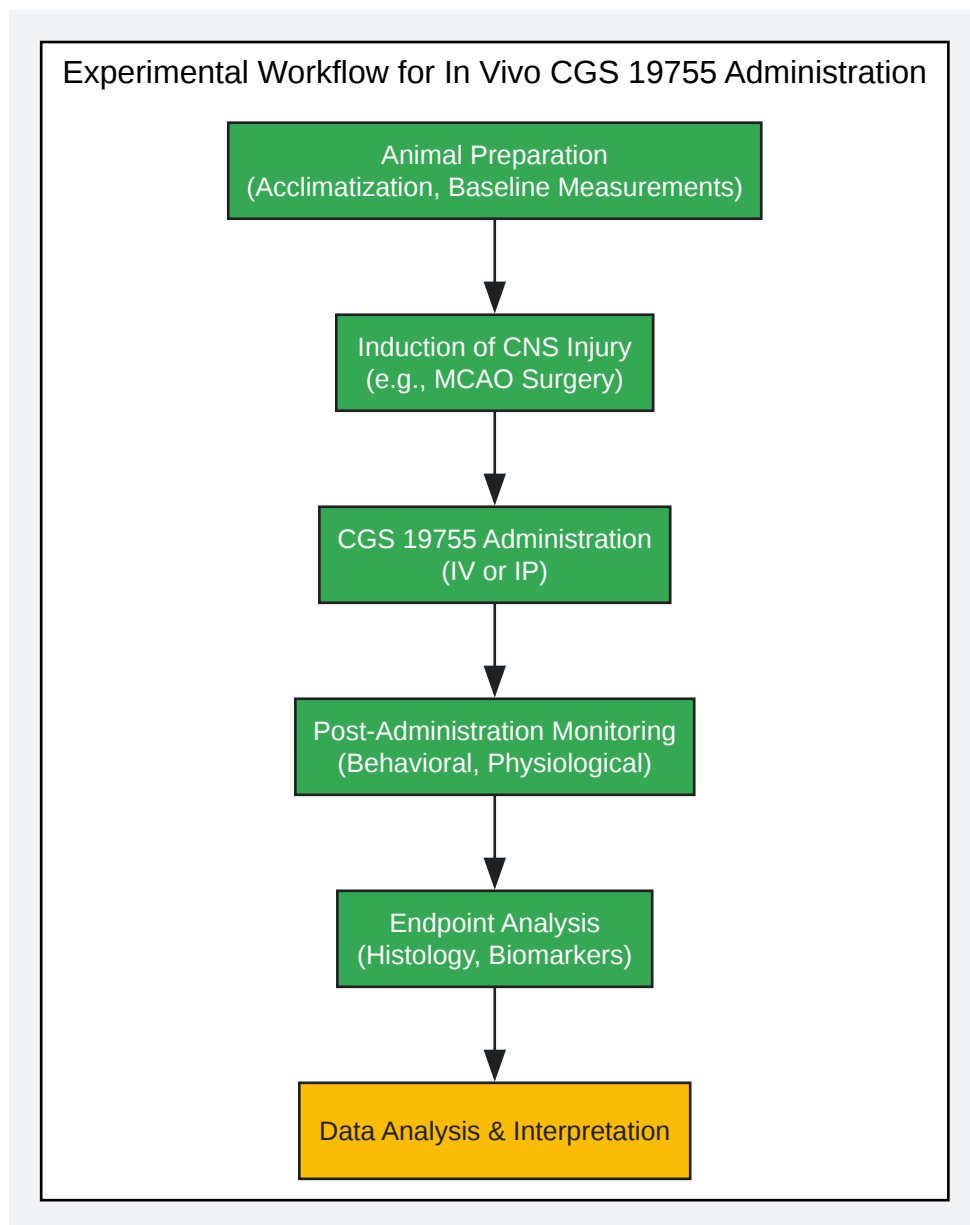 Experimental Workflow for In Vivo CGS 19755 Administration
Animal Preparation
(Acclimatization, Baseline Measurements)
Induction of CNS Injury
(e.g., MCAO Surgery)
CGS 19755 Administration
(IV or IP)
Post-Administration Monitoring
(Behavioral, Physiological)
Endpoint Analysis
(Histology, Biomarkers)
Data Analysis & Interpretation